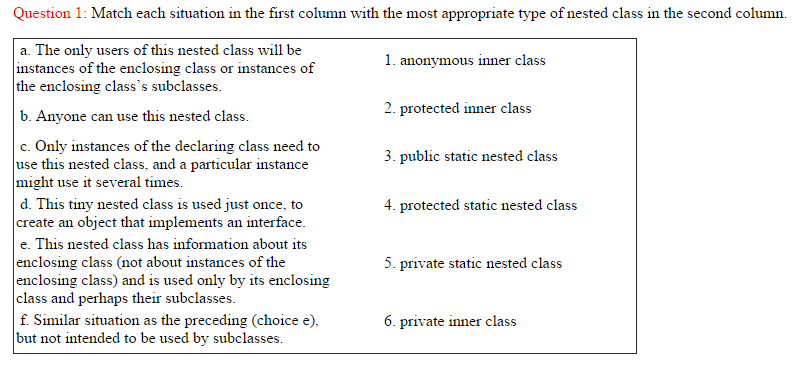 Question 1: Match each situation in the first column with the most appropriate type of nested class in the second column.
a. The only users of this nested class will be
instances of the enclosing class or instances of
the enclosing class's subclasses.
1. anonymous inner class
b. Anyone can use this nested class.
2. protected inner class
c. Only instances of the declaring class need to
use this nested class, and a particular instance
might use it several times.
3. public static nested class
d. This tiny nested class is used just once, to
create an object that implements an interface.
4. protected static nested class
e. This nested class has information about its
enclosing class (not about instances of the
enclosing class) and is used only by its enclosing
class and perhaps their subclasses.
5. private static nested class
f. Similar situation as the preceding (choice e),
but not intended to be used by subclasses.
6. private inner class